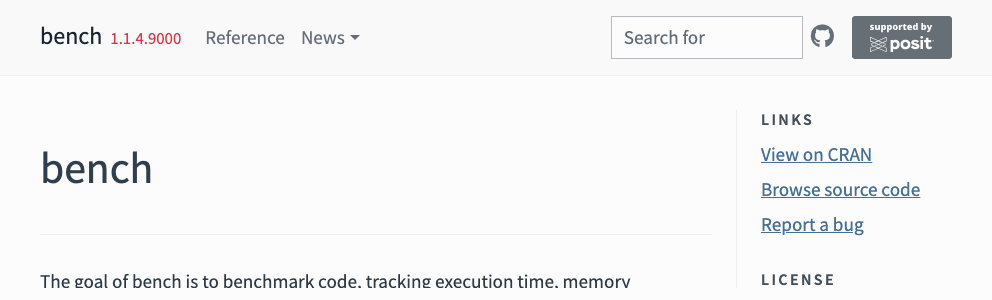 bench 1.1.4.9000 Reference News Search for supported by posit
bench
The goal of bench is to benchmark code, tracking execution time, memory
LINKS
View on CRAN
Browse source code
Report a bug
LICENSE